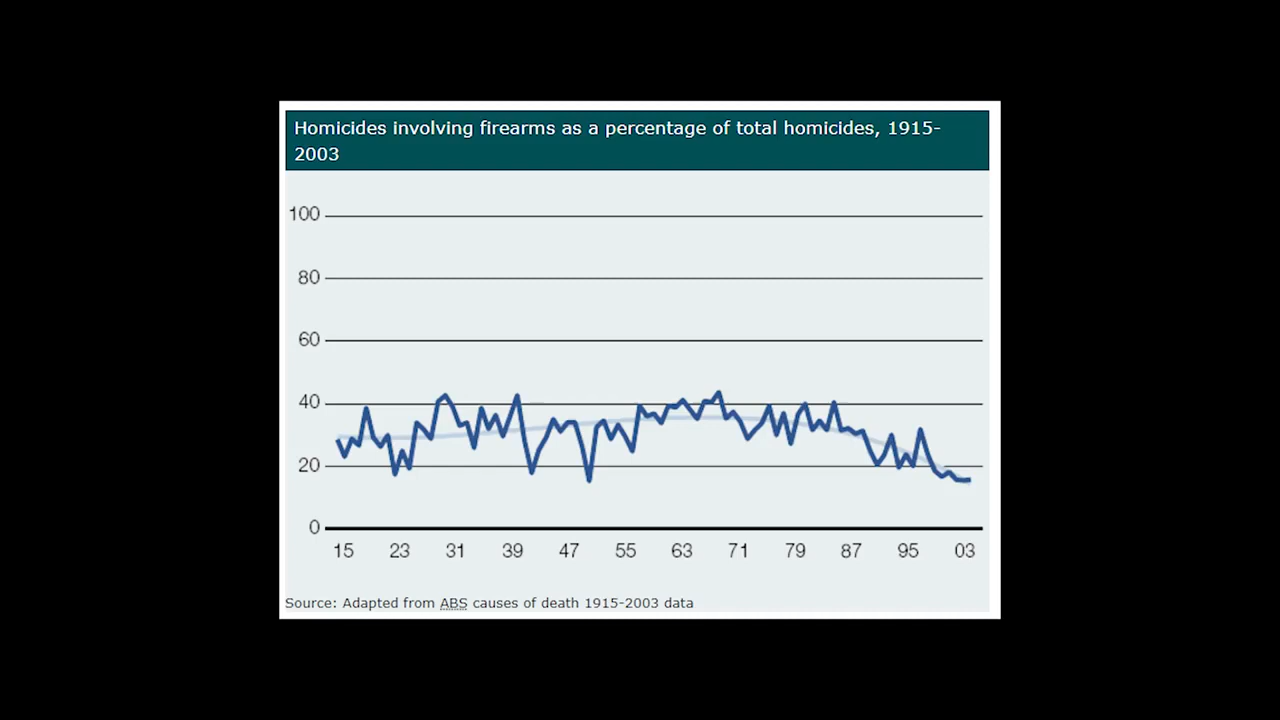 Homicides involving firearms as a percentage of total homicides, 1915-
2003
100
80
60
40
20
0
15 23 31 39 47 55 63 71 79 87 95 03
Source: Adapted from ABS causes of death 1915-2003 data